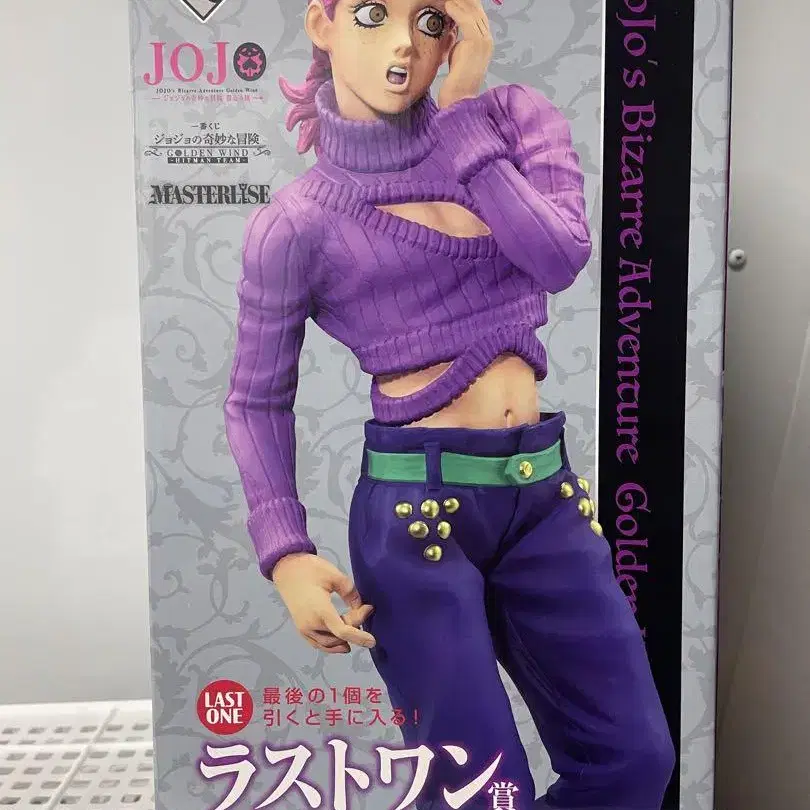 JOJO
JOJO's Bizarre Adventure Golden Wind
ジョジョの奇妙な冒険 黄金の風
一番くじ
ジョジョの奇妙な冒険
GOLDEN WIND
-HITMAN TEAM-
MASTERLISE
JoJo's Bizarre Adventure Golden
LAST
ONE
最後の1個を
引くと手に入る!
ラストワン賞